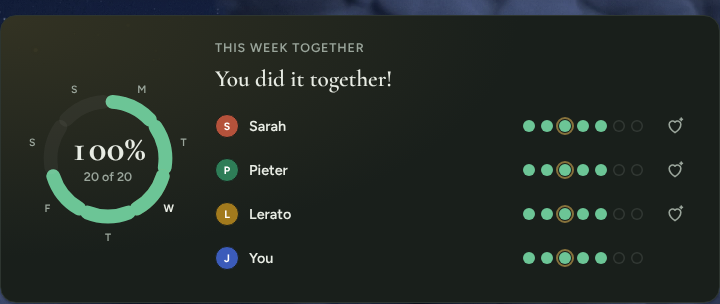 THIS WEEK TOGETHER
You did it together!
S M
S T
100%
20 of 20
F W
T
S Sarah
P Pieter
L Lerato
J You